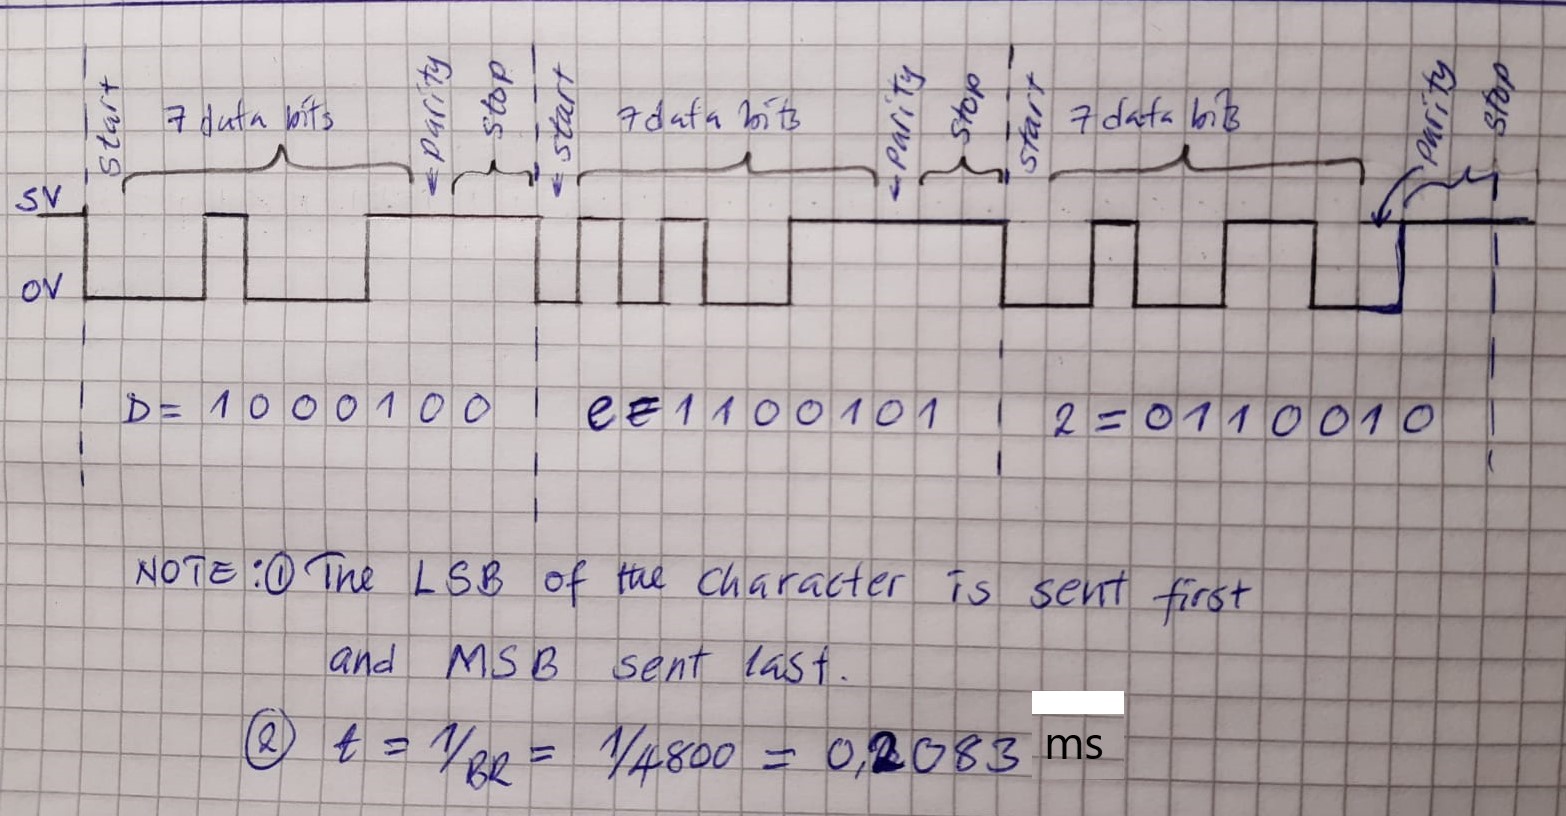 Start 7 data bits Parity Stop Start 7 data bits Parity Stop Start 7 data bits Parity Stop
5V
0V
D = 1 0 0 0 1 0 0 e = 1 1 0 0 1 0 1 2 = 0 1 1 0 0 1 0
NOTE: ① The LSB of the character is sent first
and MSB sent last.
② t = 1/BR = 1/4800 = 0,2083 ms